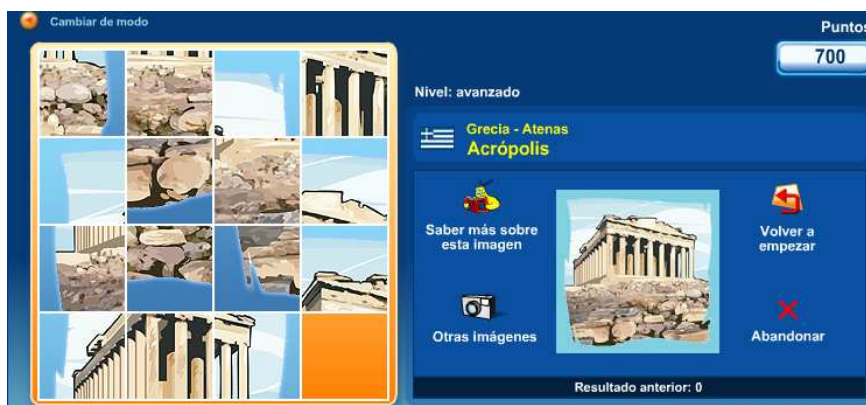 Cambiar de modo
Puntos
700
Nivel: avanzado
Grecia - Atenas
Acrópolis
Saber más sobre
esta imagen
Volver a
empezar
Otras imágenes
Abandonar
Resultado anterior: 0